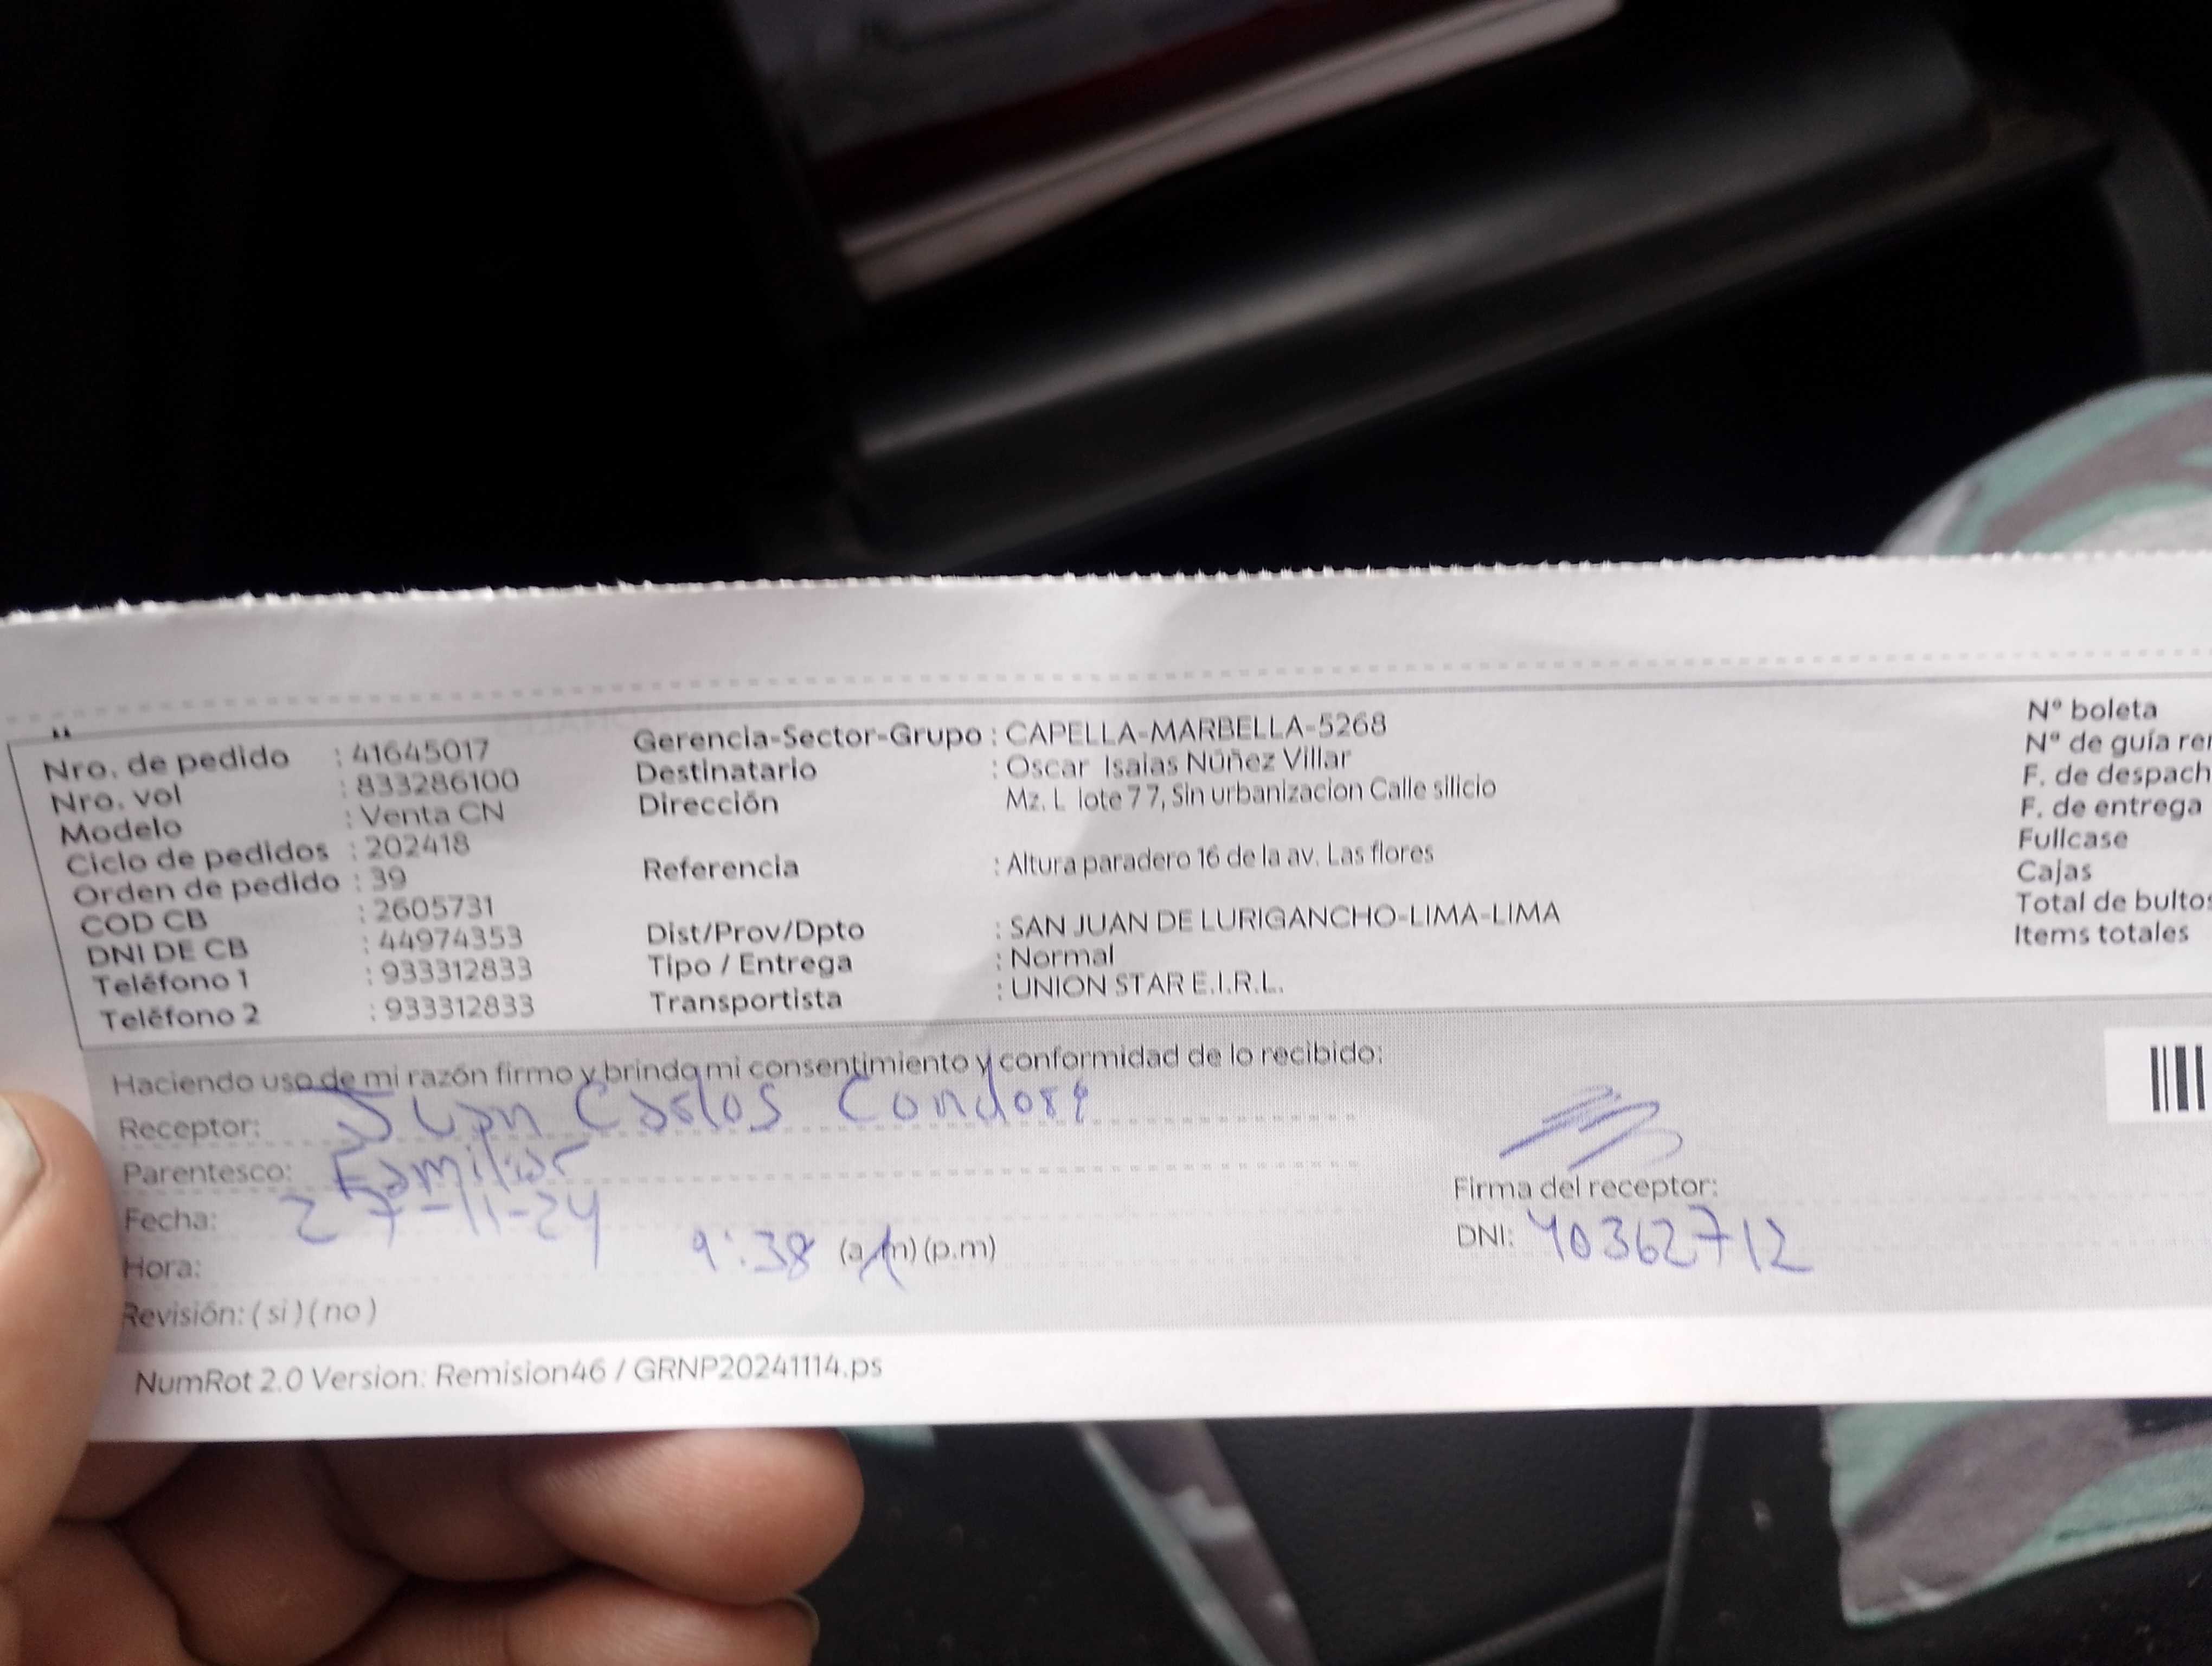 Nro. de pedido : 41645017
Nro. vol : 833286100
Modelo : Venta CN
Ciclo de pedidos : 202418
Orden de pedido : 39
COD CB : 2605731
DNI DE CB : 44974353
Teléfono 1 : 933312833
Teléfono 2 : 933312833
Gerencia-Sector-Grupo : CAPELLA-MARBELLA-5268
Destinatario : Oscar Isaias Núñez Villar
Dirección Mz. L lote 77, Sin urbanizacion Calle silicio
Referencia : Altura paradero 16 de la av. Las flores
Dist/Prov/Dpto : SAN JUAN DE LURIGANCHO-LIMA-LIMA
Tipo / Entrega : Normal
Transportista : UNION STAR E.I.R.L.
N° boleta
N° de guía
F. de despach
F. de entrega
Fullcase
Cajas
Total de bultos
Items totales
Haciendo uso de mi razón firmo y brindo mi consentimiento y conformidad de lo recibido:
Receptor: Juan Carlos Condori
Parentesco: Familiar
Fecha: 27-11-24
Hora: 9:38 (a.m) (p.m)
Revisión: ( si ) ( no )
Firma del receptor:
DNI: 40362712
NumRot 2.0 Version: Remision46 / GRNP20241114.ps